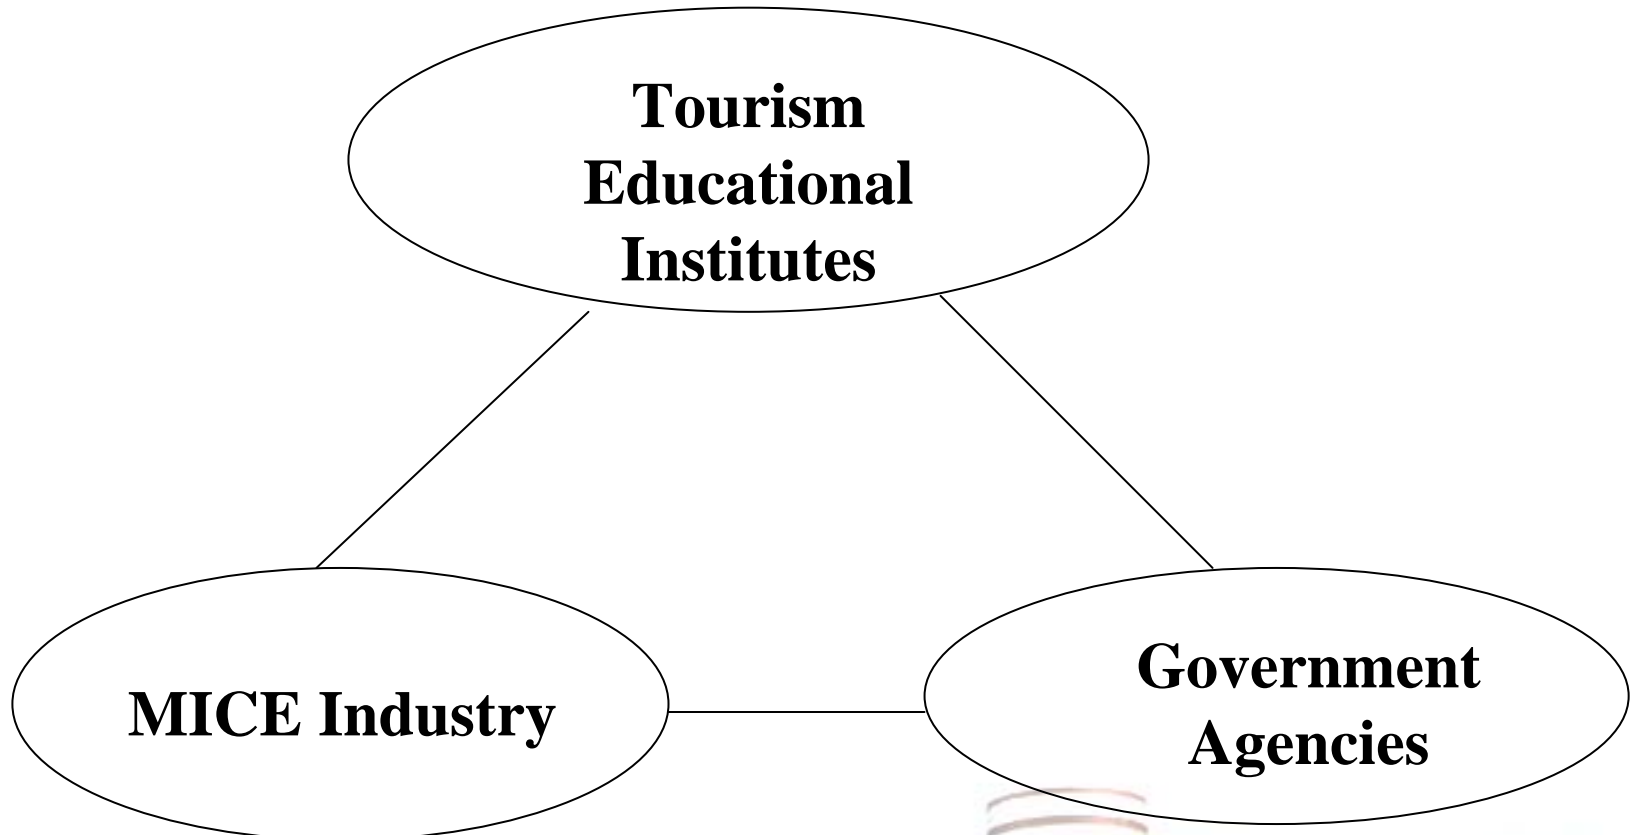 Tourism
Educational
Institutes
MICE Industry
Government
Agencies